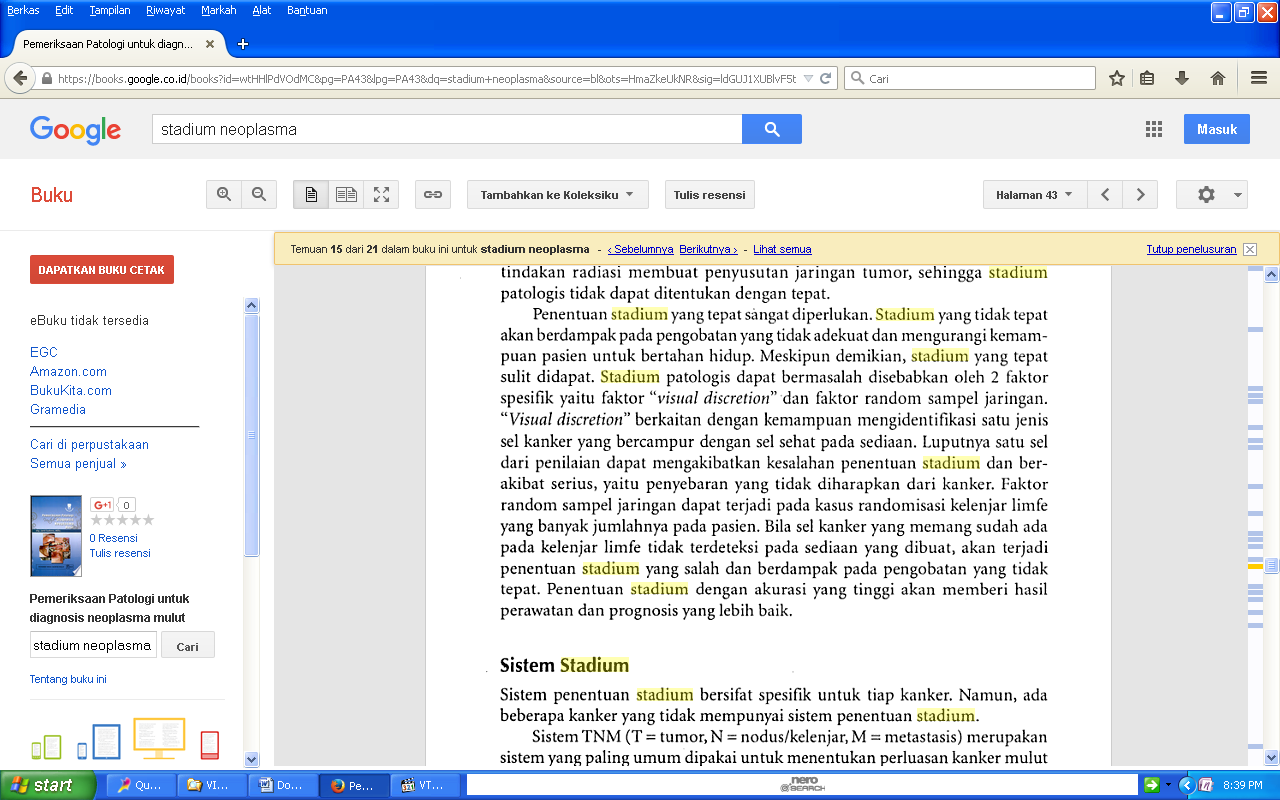 Berkas Edit Tampilan Riwayat Markah Alat Bantuan
Pemeriksaan Patologi untuk diagn...
https://books.google.co.id/books?id=wtHHlPdVOdMC&pg=PA43&lpg=PA43&dq=stadium+neoplasma&source=bl&ots=HmaZkeUkNR&sig=ldGUJ1XUBlvF5t
Cari
Google
stadium neoplasma
Masuk
Buku
Tambahkan ke Koleksiku
Tulis resensi
Halaman 43
Temuan 15 dari 21 dalam buku ini untuk stadium neoplasma - ‹ Sebelumnya Berikutnya › - Lihat semua
Tutup penelusuran
DAPATKAN BUKU CETAK
eBuku tidak tersedia
EGC
Amazon.com
BukuKita.com
Gramedia
Cari di perpustakaan
Semua penjual »
G+1 0
0 Resensi
Tulis resensi
Pemeriksaan Patologi untuk
diagnosis neoplasma mulut
stadium neoplasma
Cari
Tentang buku ini
tindakan radiasi membuat penyusutan jaringan tumor, sehingga stadium
patologis tidak dapat ditentukan dengan tepat.
Penentuan stadium yang tepat sangat diperlukan. Stadium yang tidak tepat
akan berdampak pada pengobatan yang tidak adekuat dan mengurangi kemam-
puan pasien untuk bertahan hidup. Meskipun demikian, stadium yang tepat
sulit didapat. Stadium patologis dapat bermasalah disebabkan oleh 2 faktor
spesifik yaitu faktor “visual discretion” dan faktor random sampel jaringan.
“Visual discretion” berkaitan dengan kemampuan mengidentifikasi satu jenis
sel kanker yang bercampur dengan sel sehat pada sediaan. Luputnya satu sel
dari penilaian dapat mengakibatkan kesalahan penentuan stadium dan ber-
akibat serius, yaitu penyebaran yang tidak diharapkan dari kanker. Faktor
random sampel jaringan dapat terjadi pada kasus randomisasi kelenjar limfe
yang banyak jumlahnya pada pasien. Bila sel kanker yang memang sudah ada
pada kelenjar limfe tidak terdeteksi pada sediaan yang dibuat, akan terjadi
penentuan stadium yang salah dan berdampak pada pengobatan yang tidak
tepat. Penentuan stadium dengan akurasi yang tinggi akan memberi hasil
perawatan dan prognosis yang lebih baik.
Sistem Stadium
Sistem penentuan stadium bersifat spesifik untuk tiap kanker. Namun, ada
beberapa kanker yang tidak mempunyai sistem penentuan stadium.
Sistem TNM (T = tumor, N = nodus/kelenjar, M = metastasis) merupakan
sistem yang paling umum dipakai untuk menentukan perluasan kanker mulut
start
Qu...
VI...
Do...
Pe...
VT...
nero
SEARCH
8:39 PM